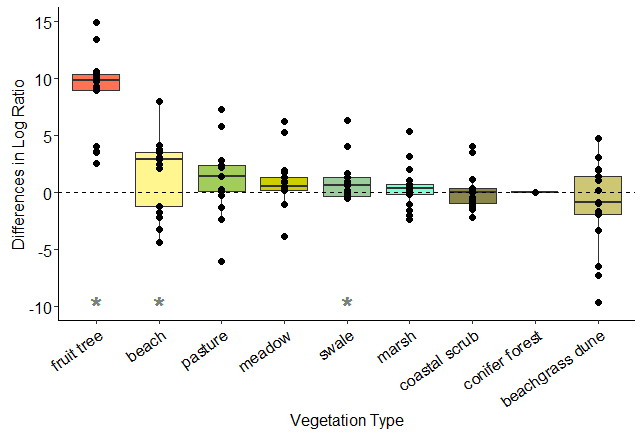 Differences in Log Ratio
15
10
5
0
-5
-10
* * *
fruit tree
beach
pasture
meadow
swale
marsh
coastal scrub
conifer forest
beachgrass dune
Vegetation Type